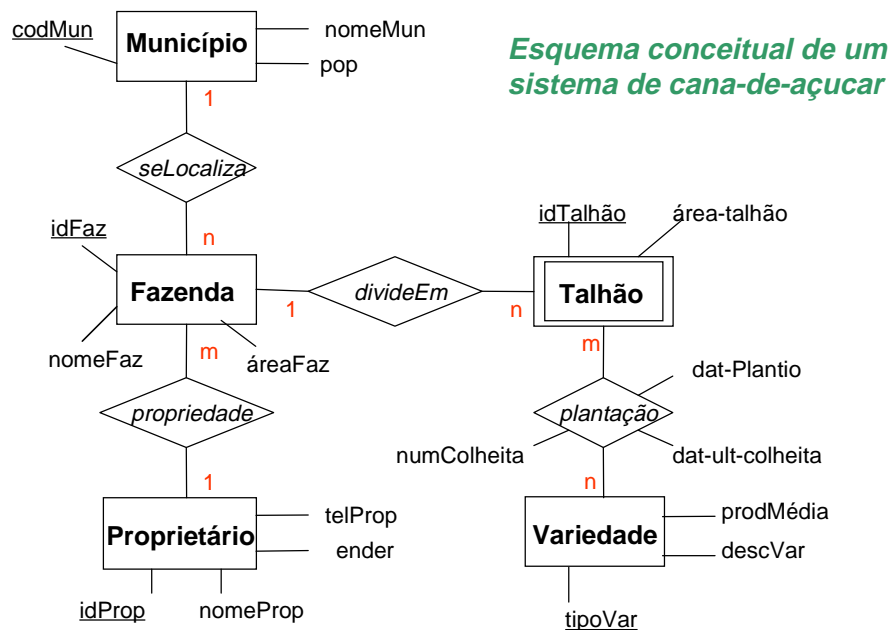 codMun
Município
nomeMun
pop
Esquema conceitual de um
sistema de cana-de-açucar
1
seLocaliza
idFaz
n
Fazenda
nomeFaz
áreaFaz
1
divideEm
n
idTalhão
área-talhão
Talhão
m
m
propriedade
1
dat-Plantio
plantação
numColheita
dat-ult-colheita
n
Proprietário
telProp
ender
idProp
nomeProp
Variedade
prodMédia
descVar
tipoVar